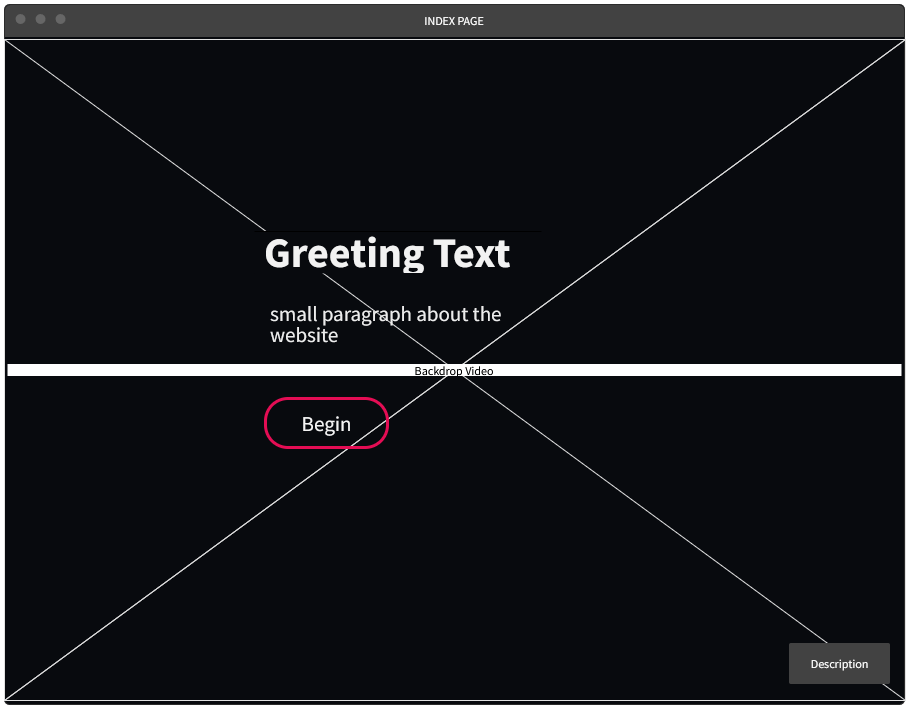 INDEX PAGE
Greeting Text
small paragraph about the
website
Backdrop Video
Begin
Description